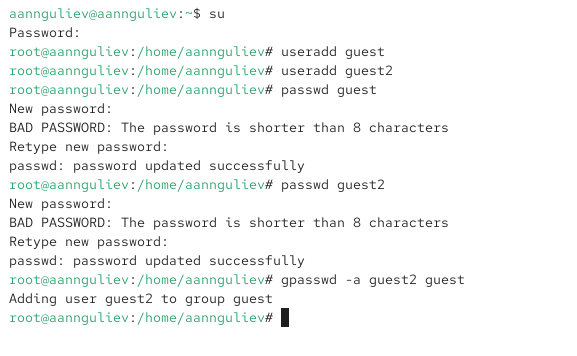 aannguliev@aannguliev:~$ su
Password:
root@aannguliev:/home/aannguliev# useradd guest
root@aannguliev:/home/aannguliev# useradd guest2
root@aannguliev:/home/aannguliev# passwd guest
New password:
BAD PASSWORD: The password is shorter than 8 characters
Retype new password:
passwd: password updated successfully
root@aannguliev:/home/aannguliev# passwd guest2
New password:
BAD PASSWORD: The password is shorter than 8 characters
Retype new password:
passwd: password updated successfully
root@aannguliev:/home/aannguliev# gpasswd -a guest2 guest
Adding user guest2 to group guest
root@aannguliev:/home/aannguliev#